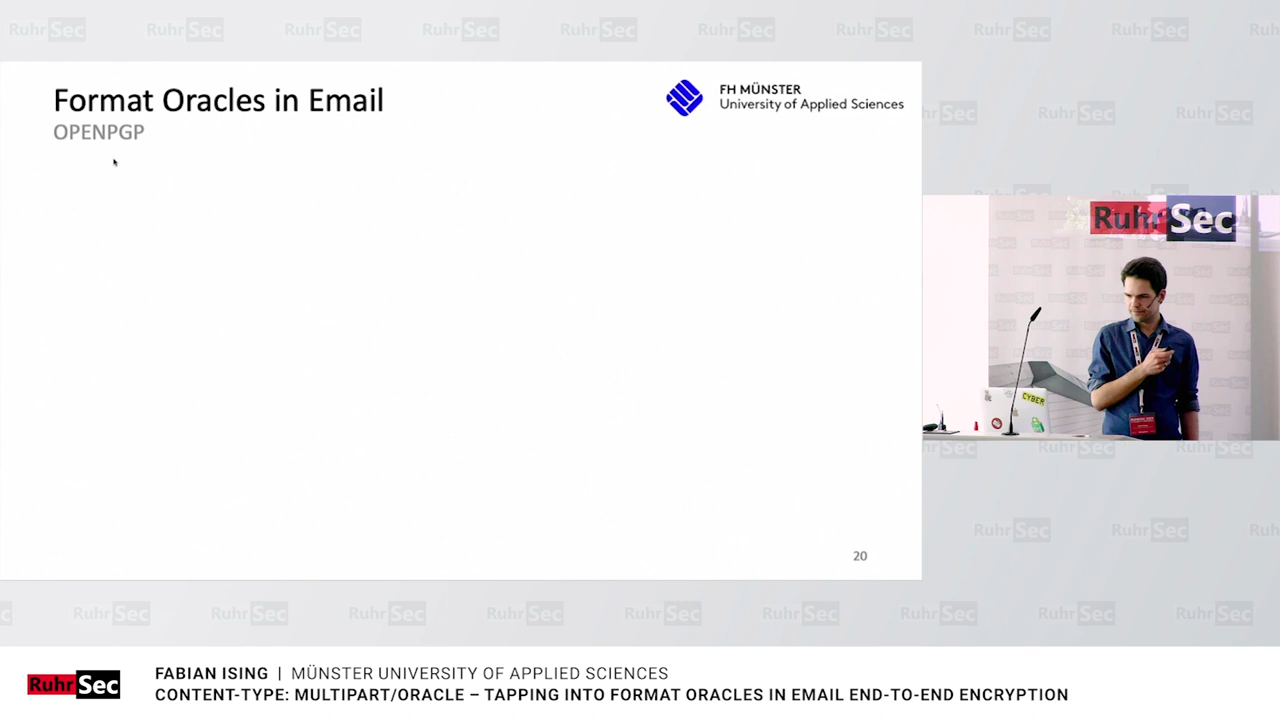 Format Oracles in Email
OPENPGP
FH MÜNSTER
University of Applied Sciences
20
RuhrSec
CYBER
RuhrSec
FABIAN ISING | MÜNSTER UNIVERSITY OF APPLIED SCIENCES
CONTENT-TYPE: MULTIPART/ORACLE – TAPPING INTO FORMAT ORACLES IN EMAIL END-TO-END ENCRYPTION